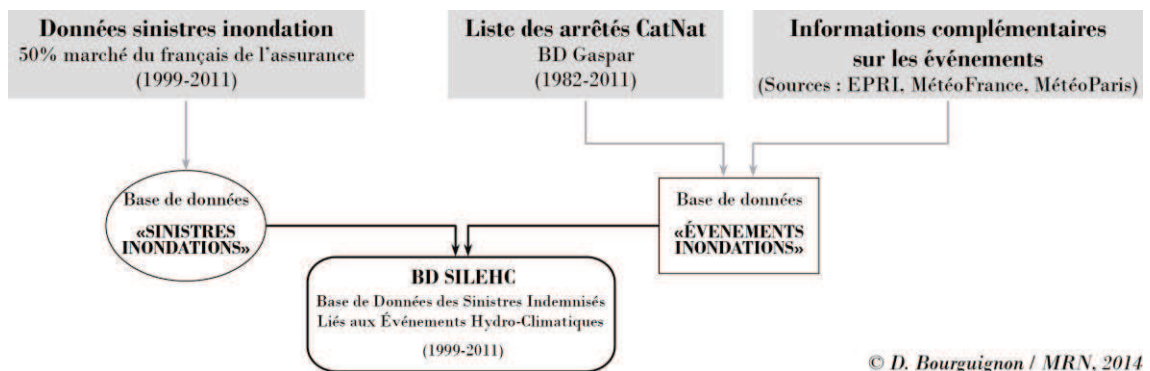 Données sinistres inondation
50% marché du français de l'assurance
(1999-2011)
Liste des arrêtés CatNat
BD Gaspar
(1982-2011)
Informations complémentaires
sur les événements
(Sources : EPRI, MétéoFrance, MétéoParis)
Base de données
«SINISTRES
INONDATIONS»
Base de données
«ÉVENEMENTS
INONDATIONS»
BD SILEHC
Base de Données des Sinistres Indemnisés
Liés aux Événements Hydro-Climatiques
(1999-2011)
© D. Bourguignon / MRN, 2014